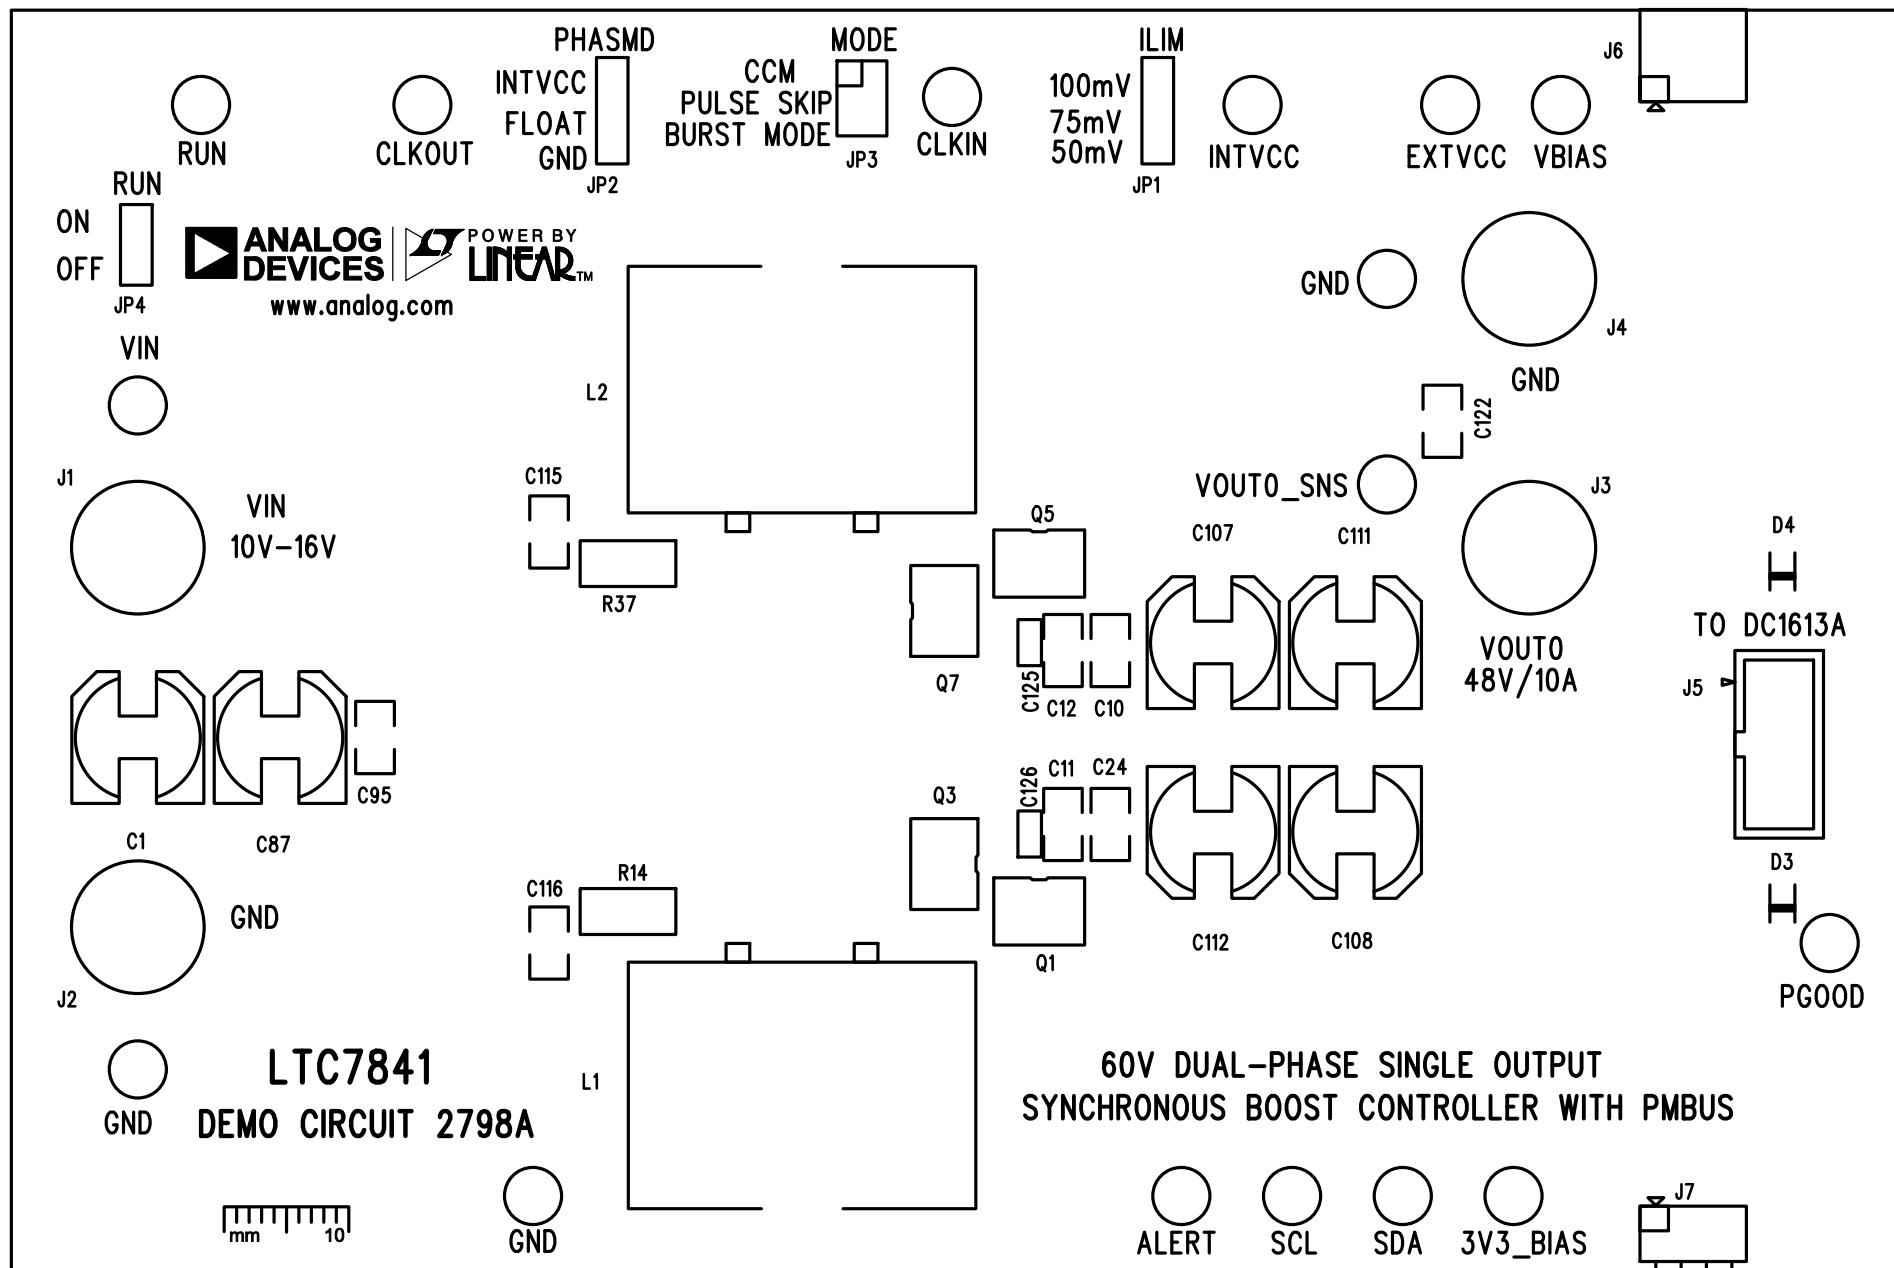 PHASMD
MODE
ILIM
J6
INTVCC
FLOAT
GND
CCM
PULSE SKIP
BURST MODE
100mV
75mV
50mV
RUN
CLKOUT
JP2
JP3
CLKIN
JP1
INTVCC
EXTVCC
VBIAS
RUN
ON
OFF
JP4
ANALOG
DEVICES
POWER BY
LINEAR™
www.analog.com
GND
J4
GND
VIN
L2
C122
J1
VIN
10V-16V
C115
VOUT0_SNS
J3
R37
Q5
C107
C111
D4
Q7
C125
C12
C10
VOUT0
48V/10A
TO DC1613A
J5
C95
C1
C87
Q3
C126
C11
C24
D3
C116
R14
GND
J2
Q1
C112
C108
PGOOD
LTC7841
DEMO CIRCUIT 2798A
GND
L1
60V DUAL-PHASE SINGLE OUTPUT
SYNCHRONOUS BOOST CONTROLLER WITH PMBUS
mm 10
GND
ALERT
SCL
SDA
3V3_BIAS
J7